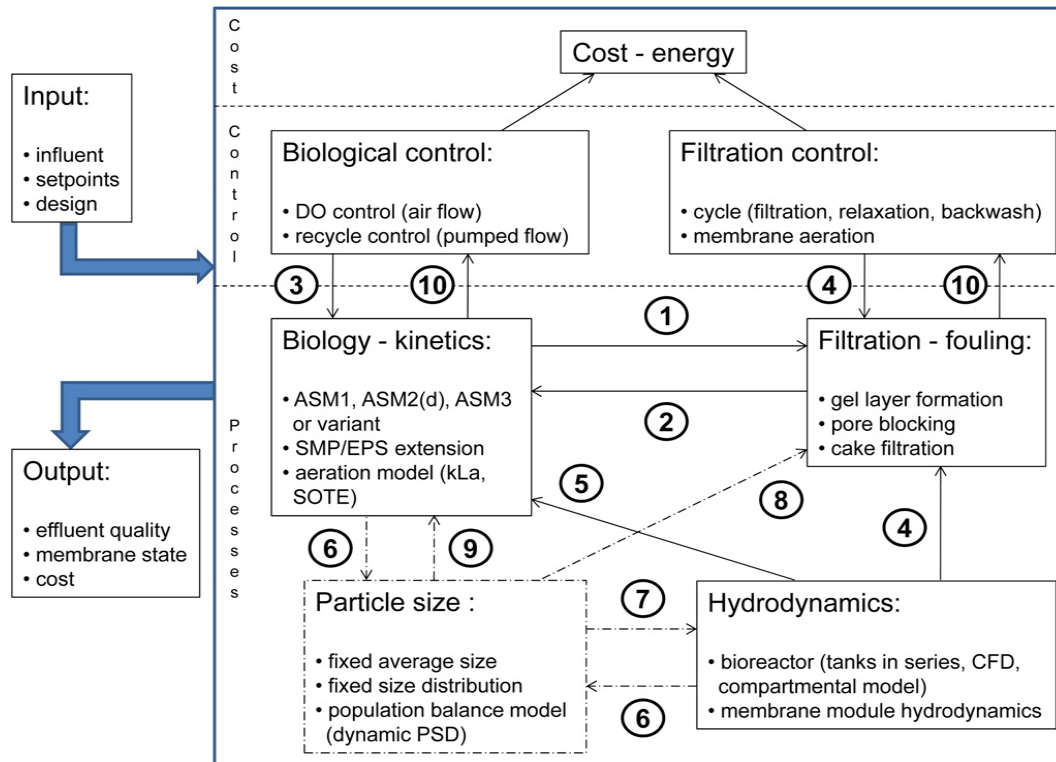 Input:
• influent
• setpoints
• design
Output:
• effluent quality
• membrane state
• cost
Cost
Control
Processes
Cost - energy
Biological control:
• DO control (air flow)
• recycle control (pumped flow)
Filtration control:
• cycle (filtration, relaxation, backwash)
• membrane aeration
3
10
4
10
1
Biology - kinetics:
• ASM1, ASM2(d), ASM3
or variant
• SMP/EPS extension
• aeration model (kLa,
SOTE)
Filtration - fouling:
• gel layer formation
• pore blocking
• cake filtration
2
5
8
6
9
4
7
6
Particle size :
• fixed average size
• fixed size distribution
• population balance model
(dynamic PSD)
Hydrodynamics:
• bioreactor (tanks in series, CFD,
compartmental model)
• membrane module hydrodynamics